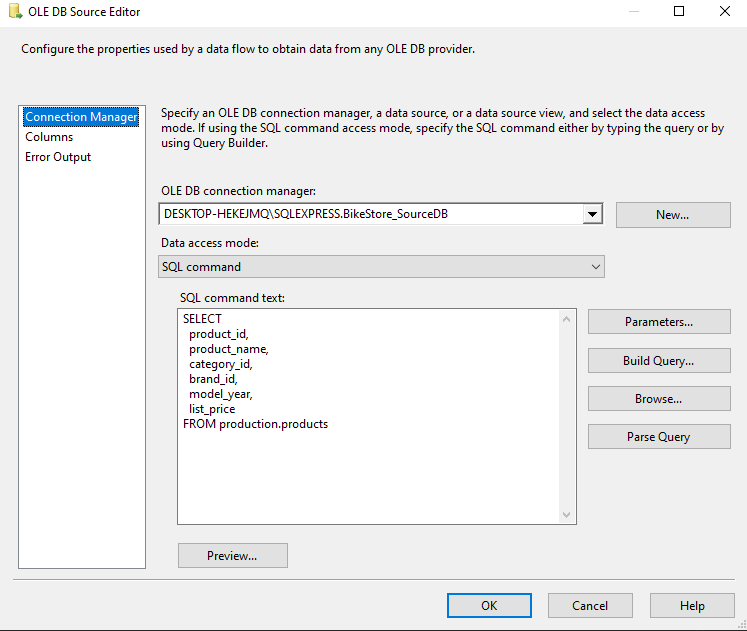 OLE DB Source Editor
Configure the properties used by a data flow to obtain data from any OLE DB provider.
Connection Manager
Columns
Error Output
Specify an OLE DB connection manager, a data source, or a data source view, and select the data access
mode. If using the SQL command access mode, specify the SQL command either by typing the query or by
using Query Builder.
OLE DB connection manager:
DESKTOP-HEKEJMQ\SQLEXPRESS.BikeStore_SourceDB
New...
Data access mode:
SQL command
SQL command text:
SELECT
product_id,
product_name,
category_id,
brand_id,
model_year,
list_price
FROM production.products
Parameters...
Build Query...
Browse...
Parse Query
Preview...
OK
Cancel
Help